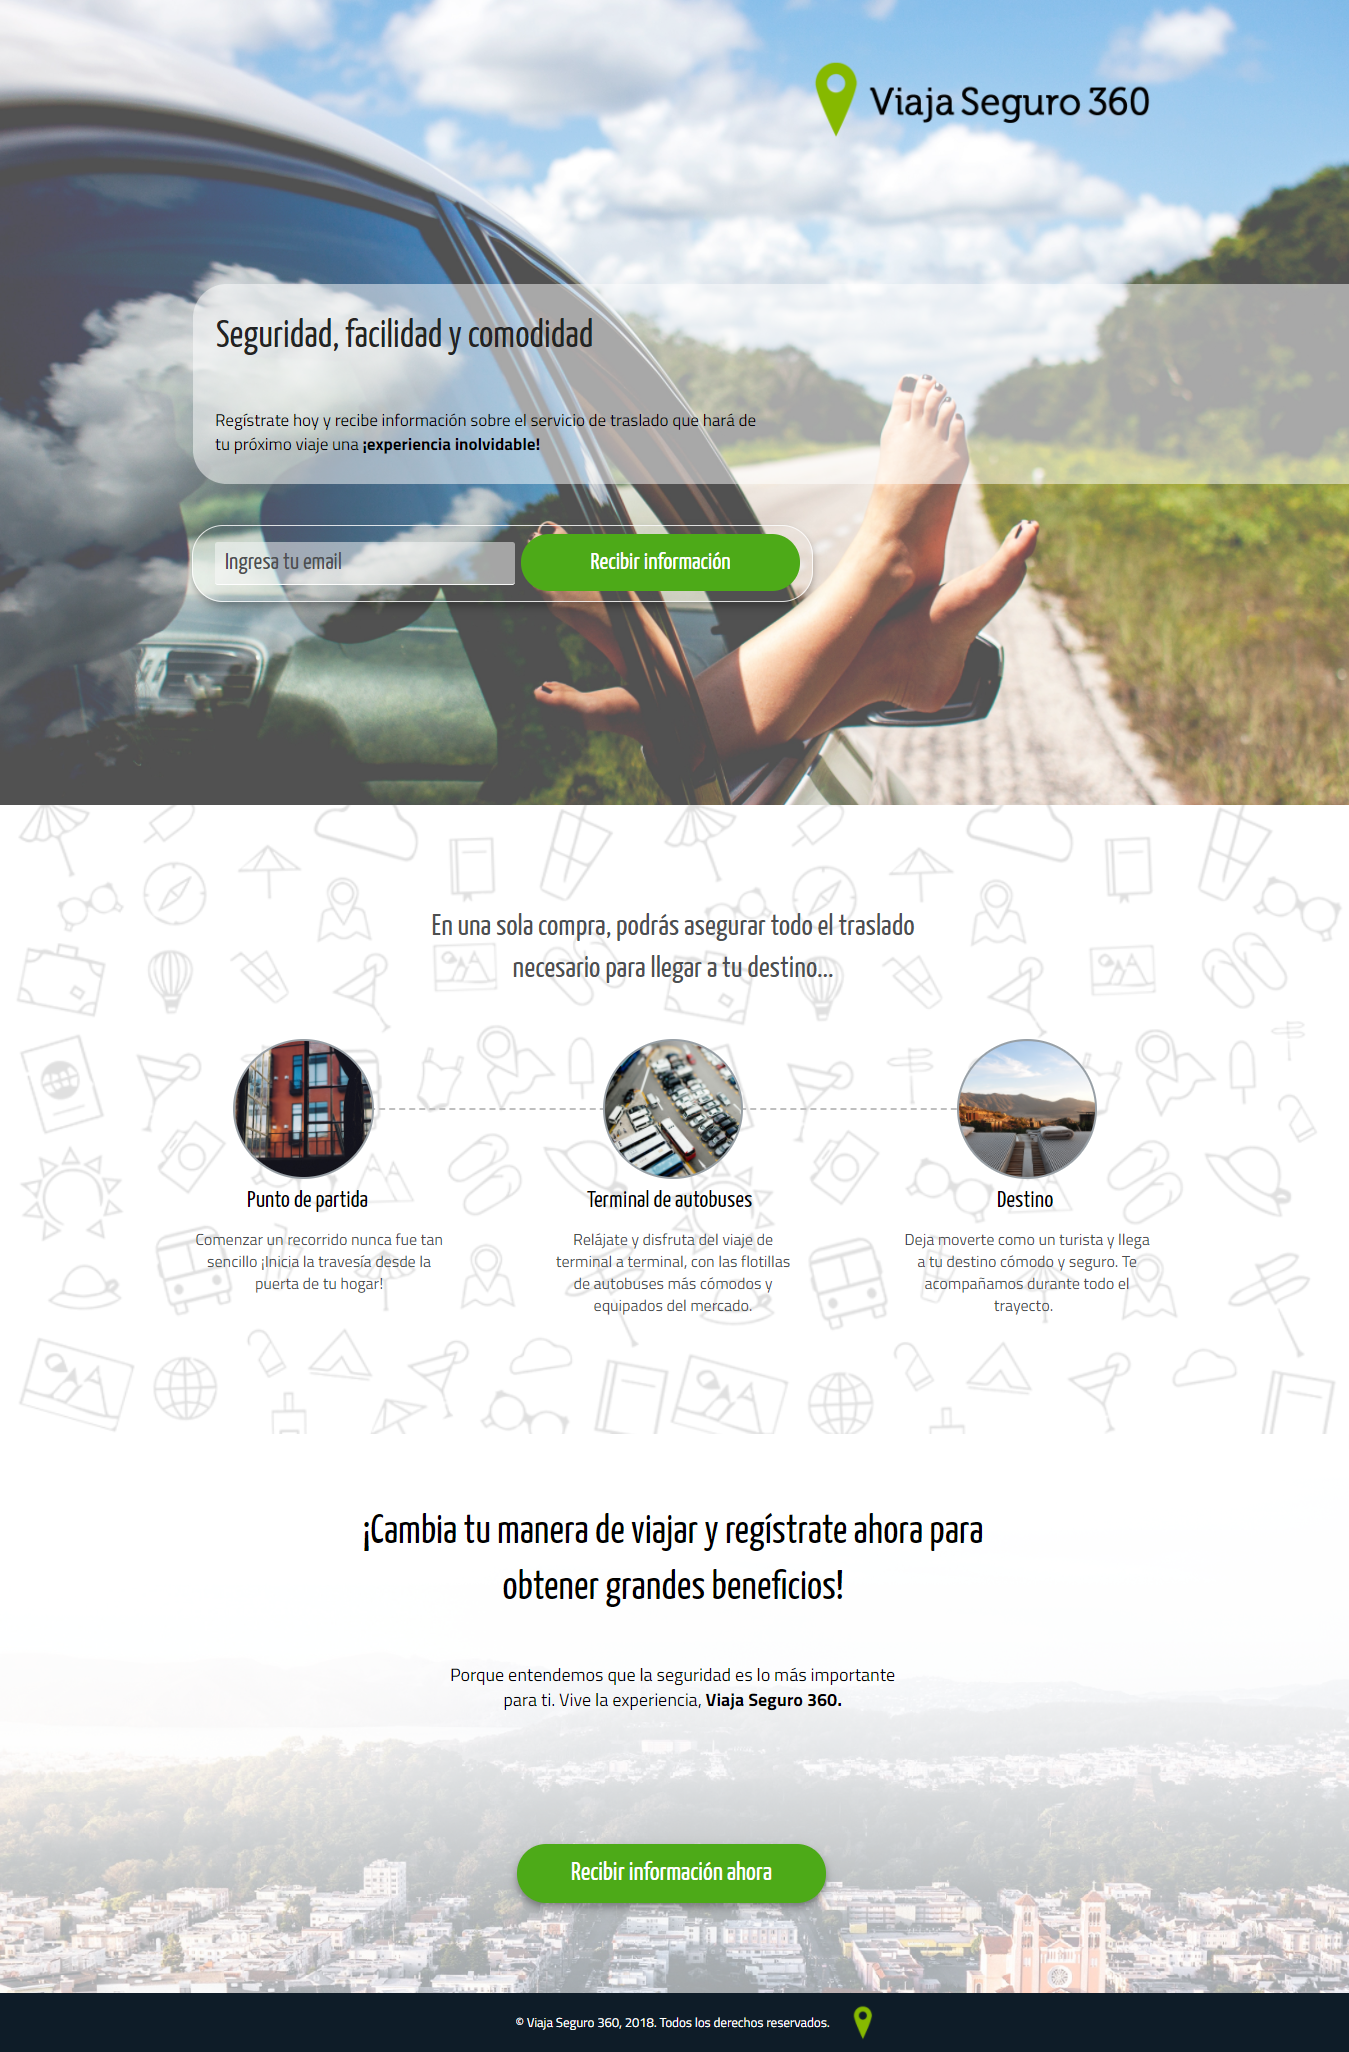 Viaja Seguro 360
Seguridad, facilidad y comodidad
Regístrate hoy y recibe información sobre el servicio de traslado que hará de
tu próximo viaje una ¡experiencia inolvidable!
Ingresa tu email
Recibir información
En una sola compra, podrás asegurar todo el traslado
necesario para llegar a tu destino...
Punto de partida
Comenzar un recorrido nunca fue tan
sencillo ¡Inicia la travesía desde la
puerta de tu hogar!
Terminal de autobuses
Relájate y disfruta del viaje de
terminal a terminal, con las flotillas
de autobuses más cómodos y
equipados del mercado.
Destino
Deja moverte como un turista y llega
a tu destino cómodo y seguro. Te
acompañamos durante todo el
trayecto.
¡Cambia tu manera de viajar y regístrate ahora para
obtener grandes beneficios!
Porque entendemos que la seguridad es lo más importante
para ti. Vive la experiencia, Viaja Seguro 360.
Recibir información ahora
© Viaja Seguro 360, 2018. Todos los derechos reservados.